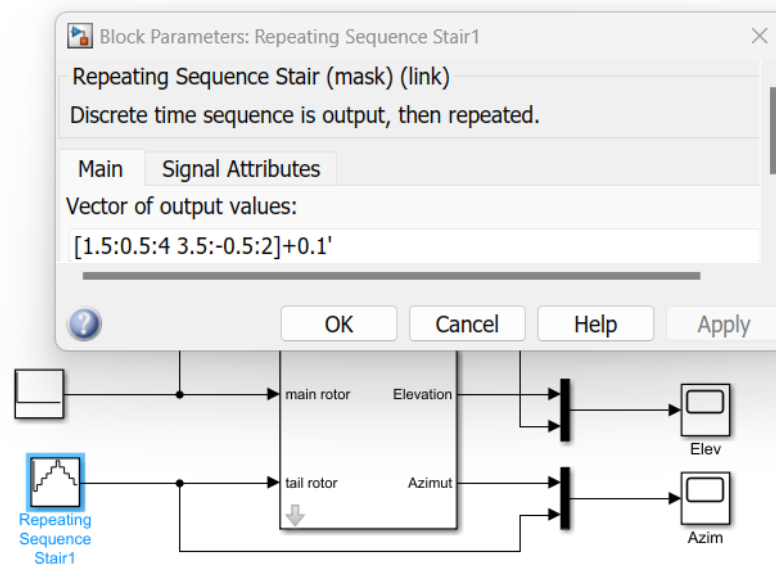 Block Parameters: Repeating Sequence Stair1
Repeating Sequence Stair (mask) (link)
Discrete time sequence is output, then repeated.
Main Signal Attributes
Vector of output values:
[1.5:0.5:4 3.5:-0.5:2]+0.1'
OK Cancel Help Apply
main rotor Elevation
Elev
tail rotor Azimut
Repeating
Sequence
Stair1
Azim